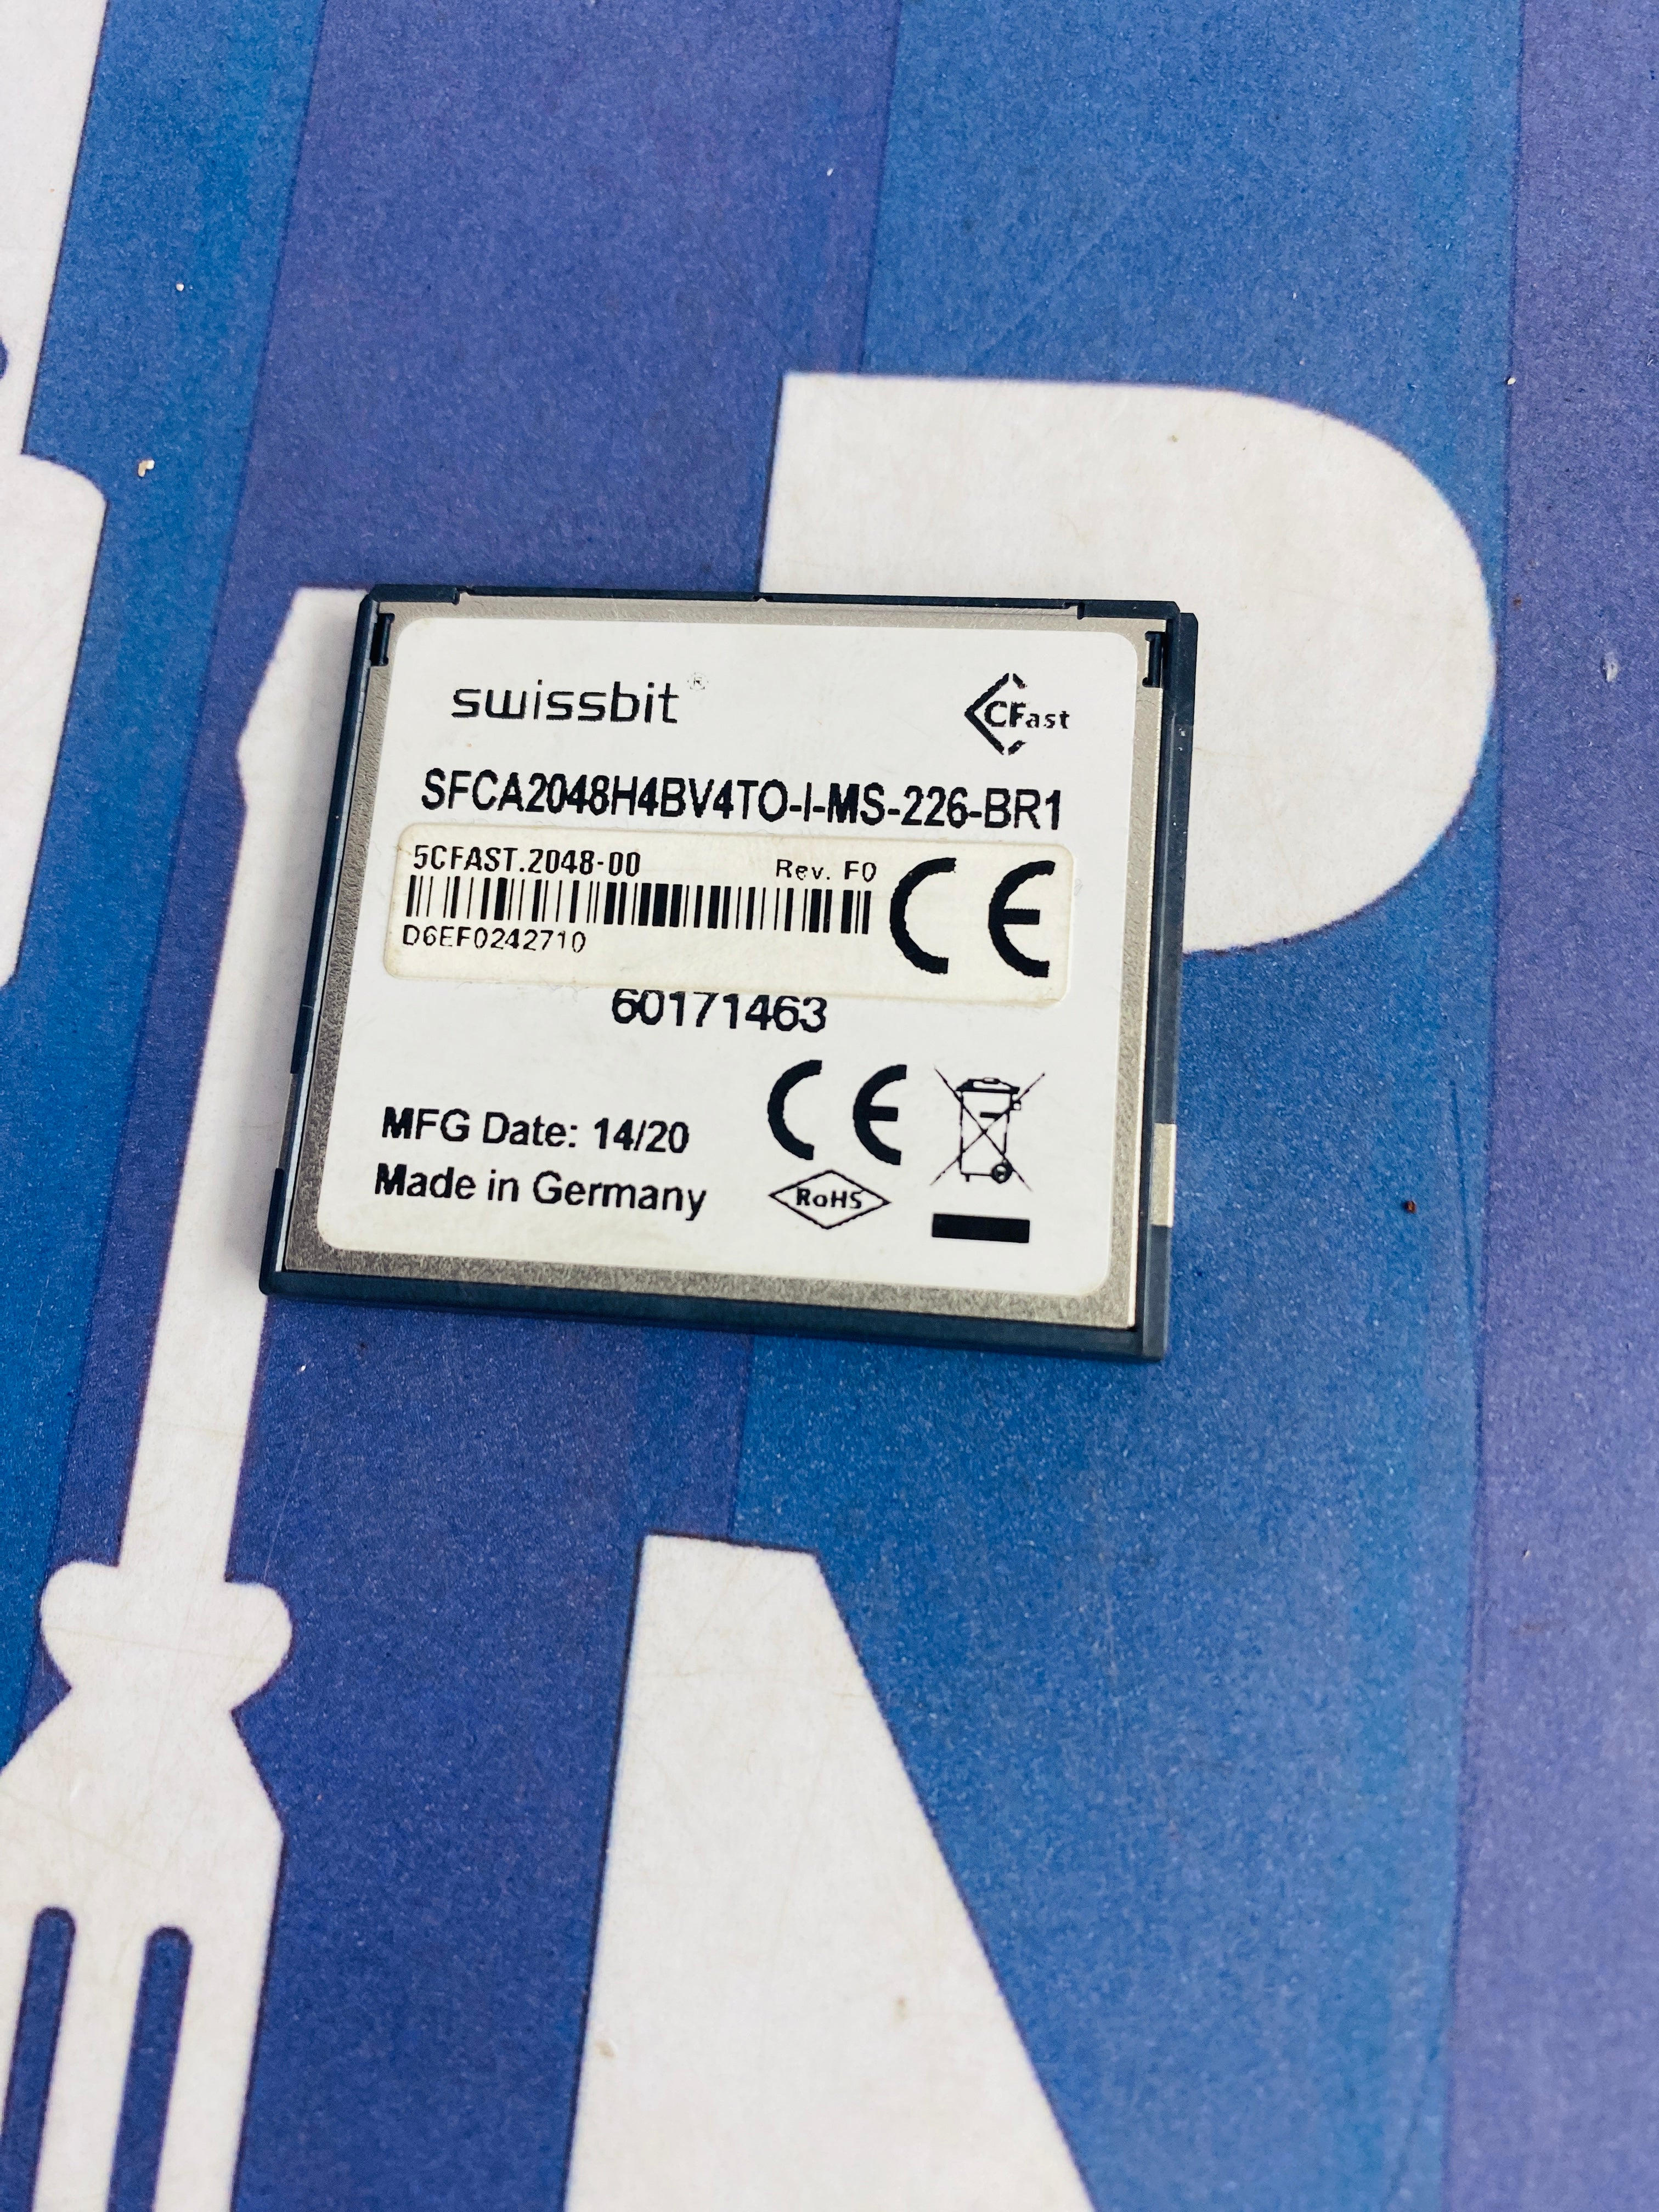 swissbit®
CFast
SFCA2048H4BV4TO-I-MS-226-BR1
5CFAST.2048-00 Rev. F0
D6EF0242710
CE
60171463
CE
MFG Date: 14/20
Made in Germany
RoHS